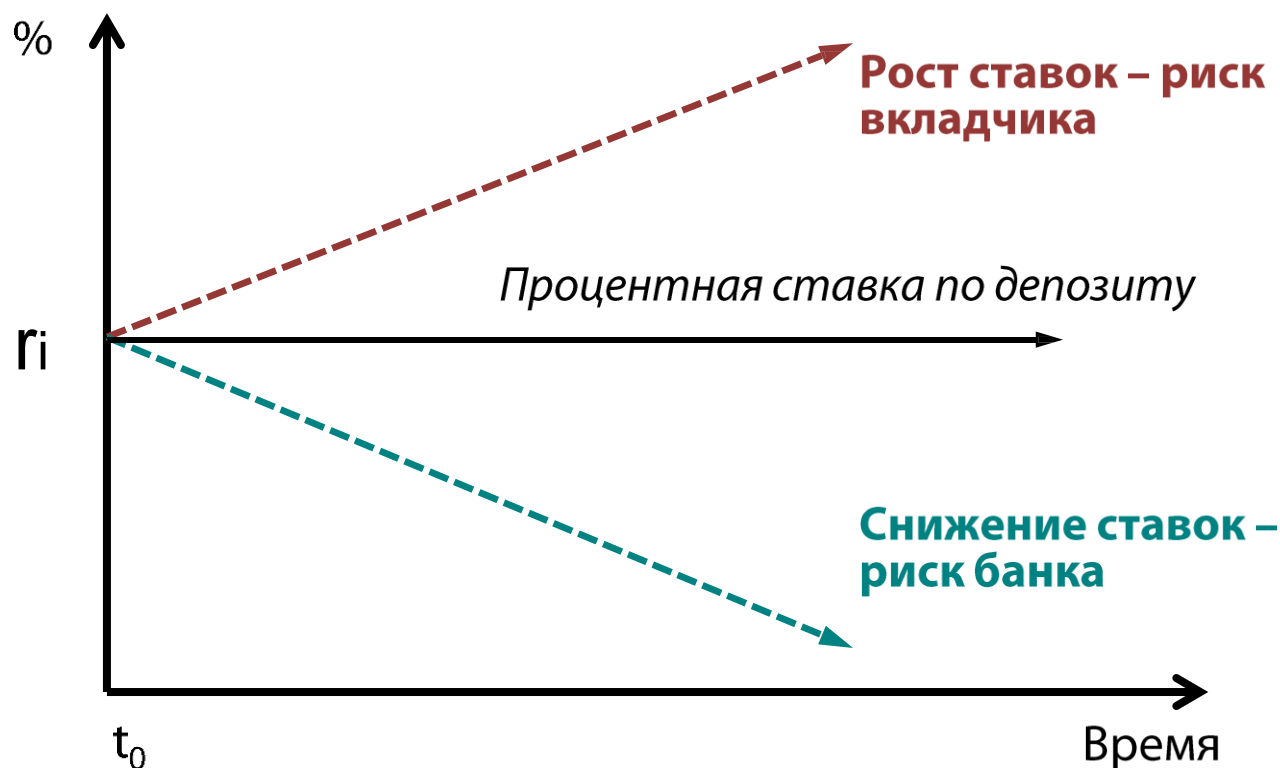 %
Рост ставок – риск
вкладчика
Процентная ставка по депозиту
ri
Снижение ставок –
риск банка
t₀
Время